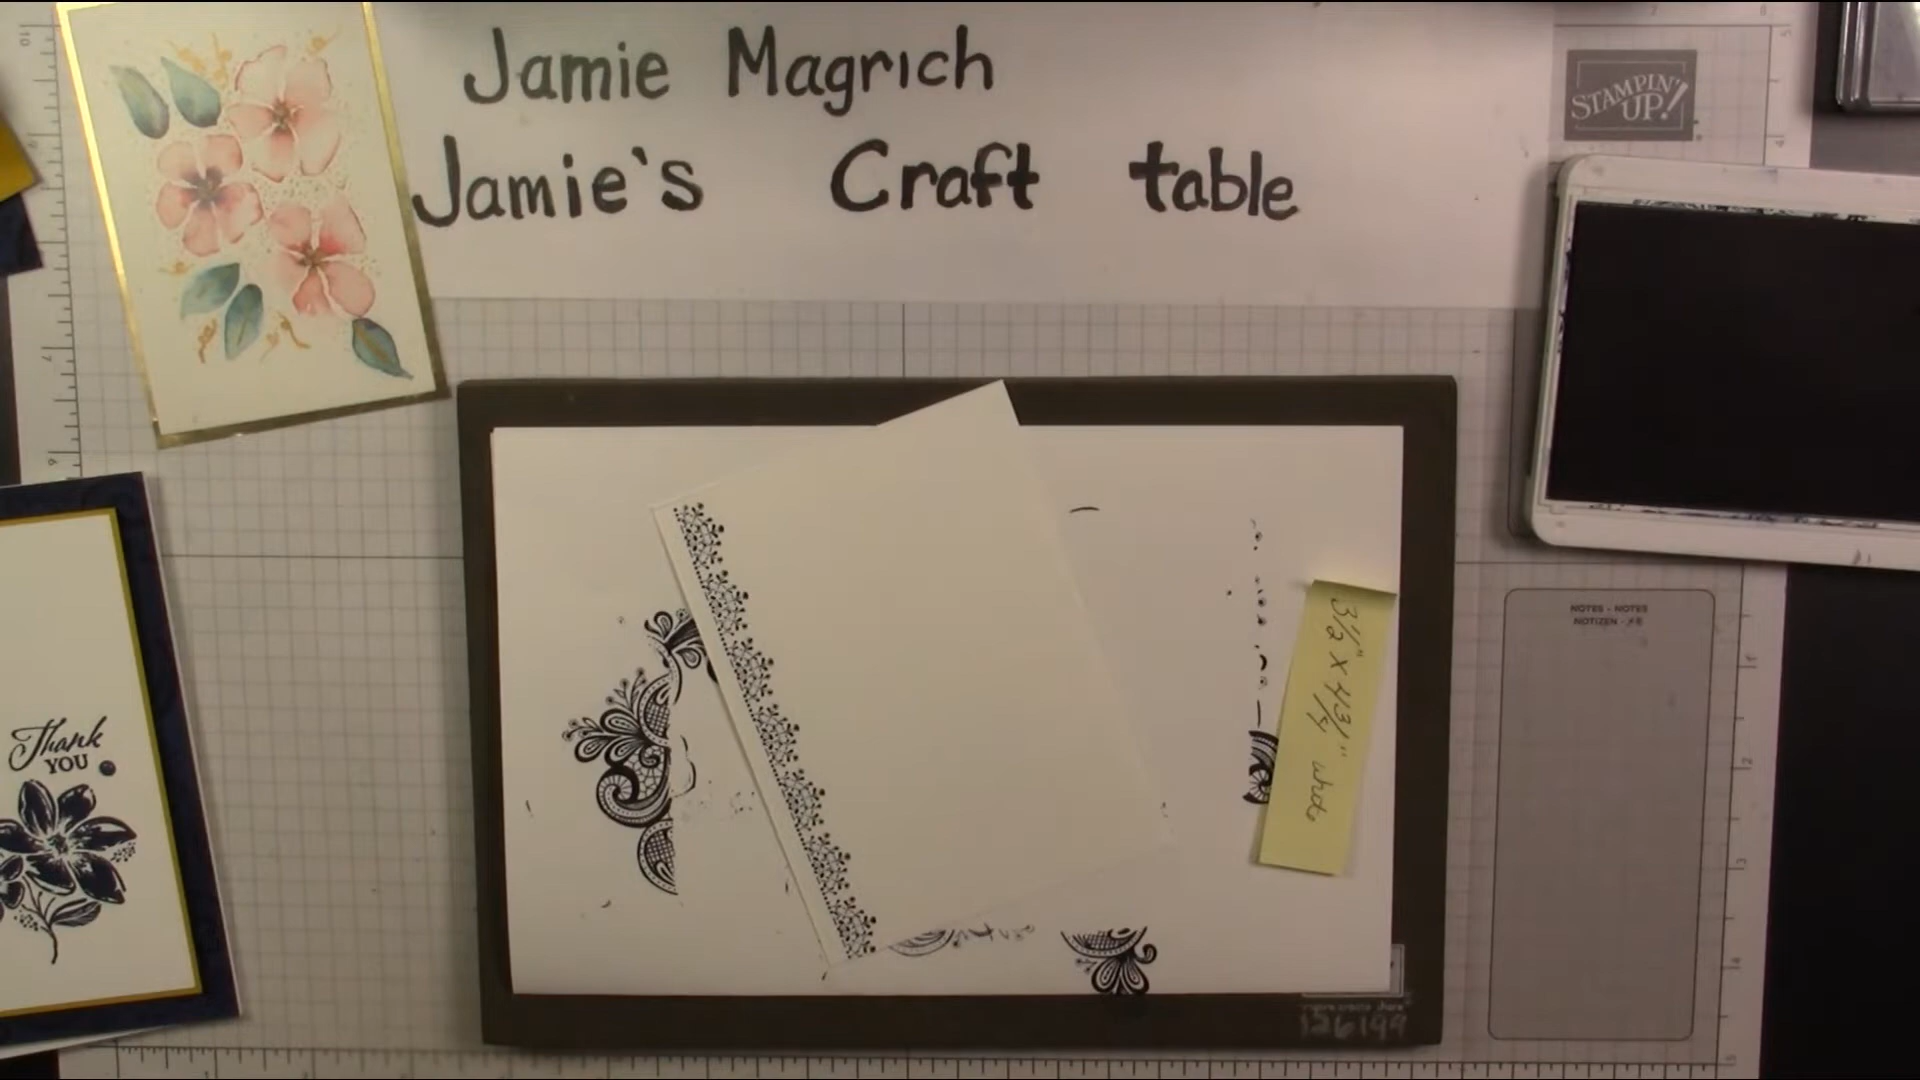 Jamie Magrich
Jamie's Craft table
STAMPIN'
UP!
NOTES - NOTES
NOTIZEN -
Thank
YOU
3 1/2" x 4 3/4" white
126199